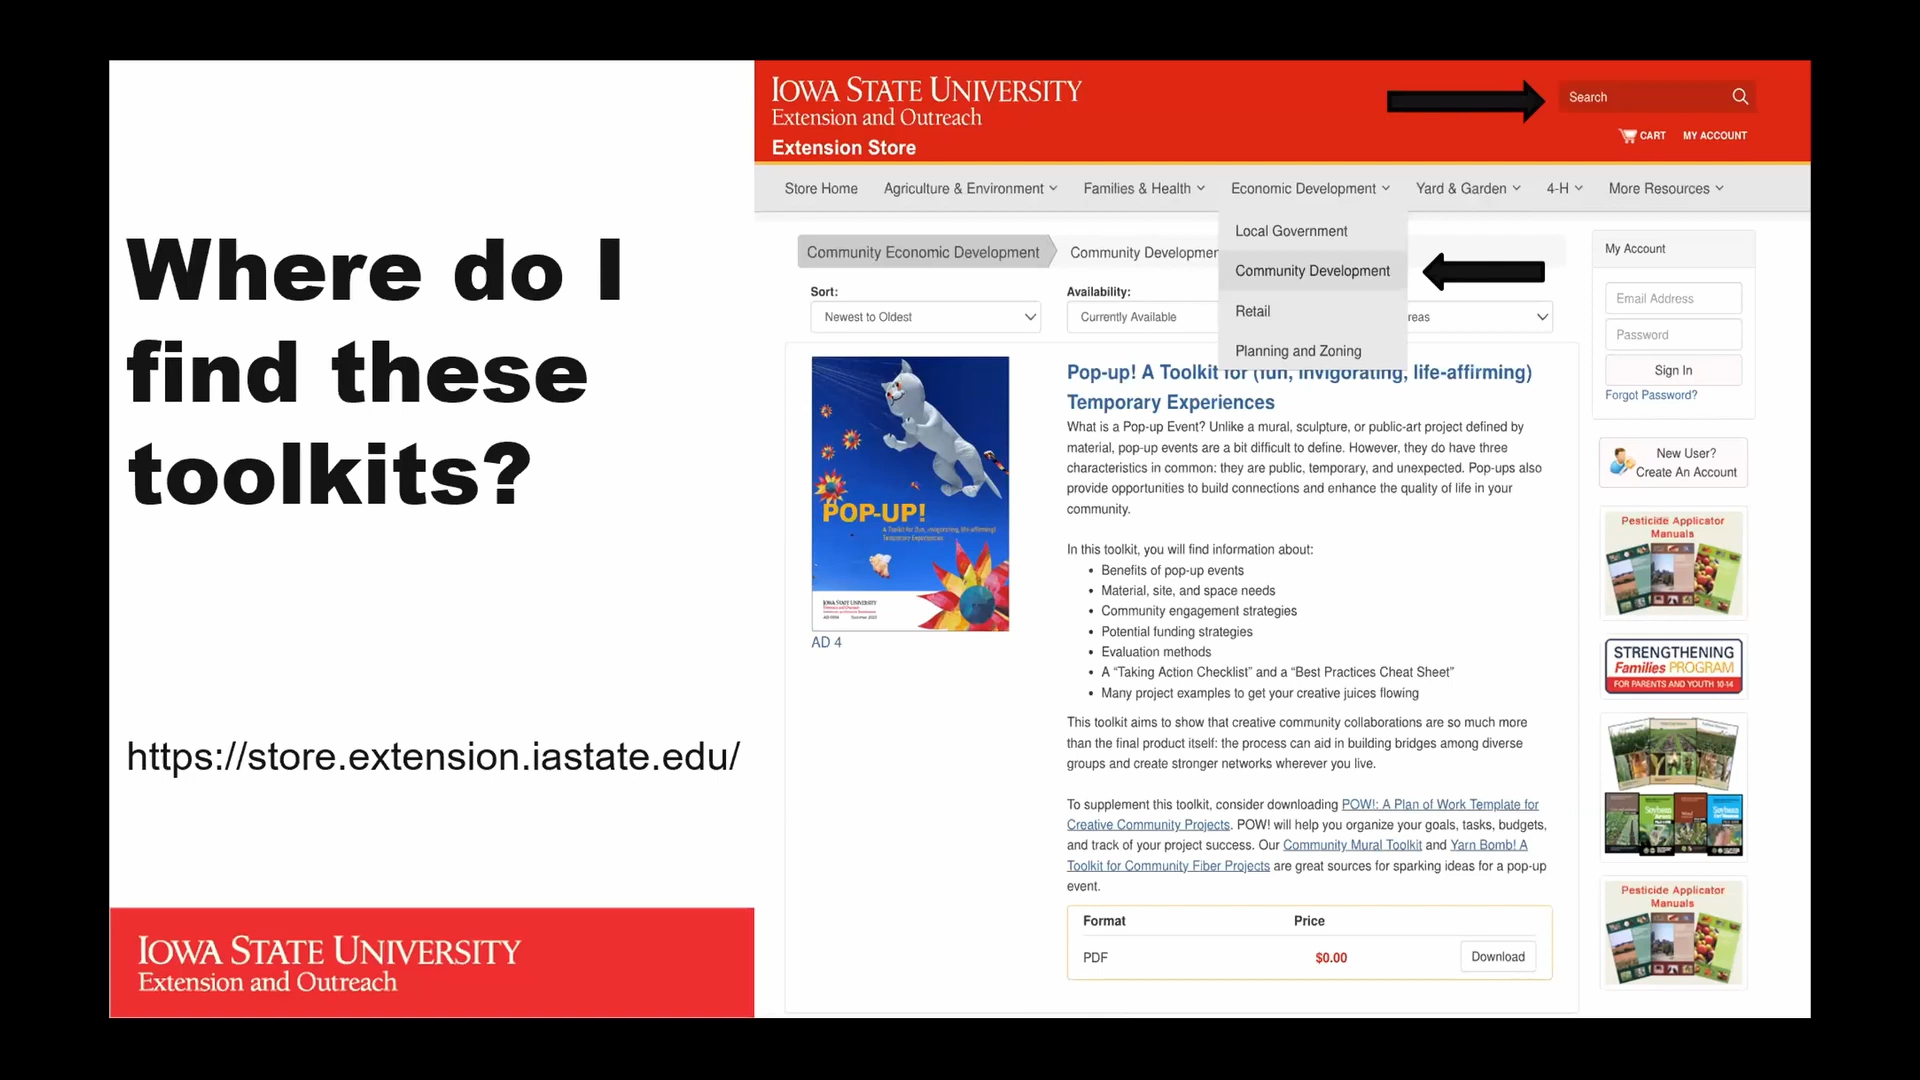 Where do I
find these
toolkits?
https://store.extension.iastate.edu/
IOWA STATE UNIVERSITY
Extension and Outreach
IOWA STATE UNIVERSITY
Extension and Outreach
Extension Store
Search
CART
MY ACCOUNT
Store Home
Agriculture & Environment
Families & Health
Economic Development
Yard & Garden
4-H
More Resources
Local Government
Community Development
Retail
Planning and Zoning
Community Economic Development
Community Developmen
Sort:
Newest to Oldest
Availability:
Currently Available
reas
POP-UP!
A Toolkit for (fun, invigorating, life-affirming)
Temporary Experiences
IOWA STATE UNIVERSITY
Extension and Outreach
AD 4
Pop-up! A Toolkit for (fun, invigorating, life-affirming)
Temporary Experiences
What is a Pop-up Event? Unlike a mural, sculpture, or public-art project defined by
material, pop-up events are a bit difficult to define. However, they do have three
characteristics in common: they are public, temporary, and unexpected. Pop-ups also
provide opportunities to build connections and enhance the quality of life in your
community.
In this toolkit, you will find information about:
• Benefits of pop-up events
• Material, site, and space needs
• Community engagement strategies
• Potential funding strategies
• Evaluation methods
• A “Taking Action Checklist” and a “Best Practices Cheat Sheet”
• Many project examples to get your creative juices flowing
This toolkit aims to show that creative community collaborations are so much more
than the final product itself: the process can aid in building bridges among diverse
groups and create stronger networks wherever you live.
To supplement this toolkit, consider downloading POW!: A Plan of Work Template for
Creative Community Projects. POW! will help you organize your goals, tasks, budgets,
and track of your project success. Our Community Mural Toolkit and Yarn Bomb! A
Toolkit for Community Fiber Projects are great sources for sparking ideas for a pop-up
event.
Format
Price
PDF
$0.00
Download
My Account
Email Address
Password
Sign In
Forgot Password?
New User?
Create An Account
Pesticide Applicator
Manuals
STRENGTHENING
Families PROGRAM
FOR PARENTS AND YOUTH 10-14
Pesticide Applicator
Manuals